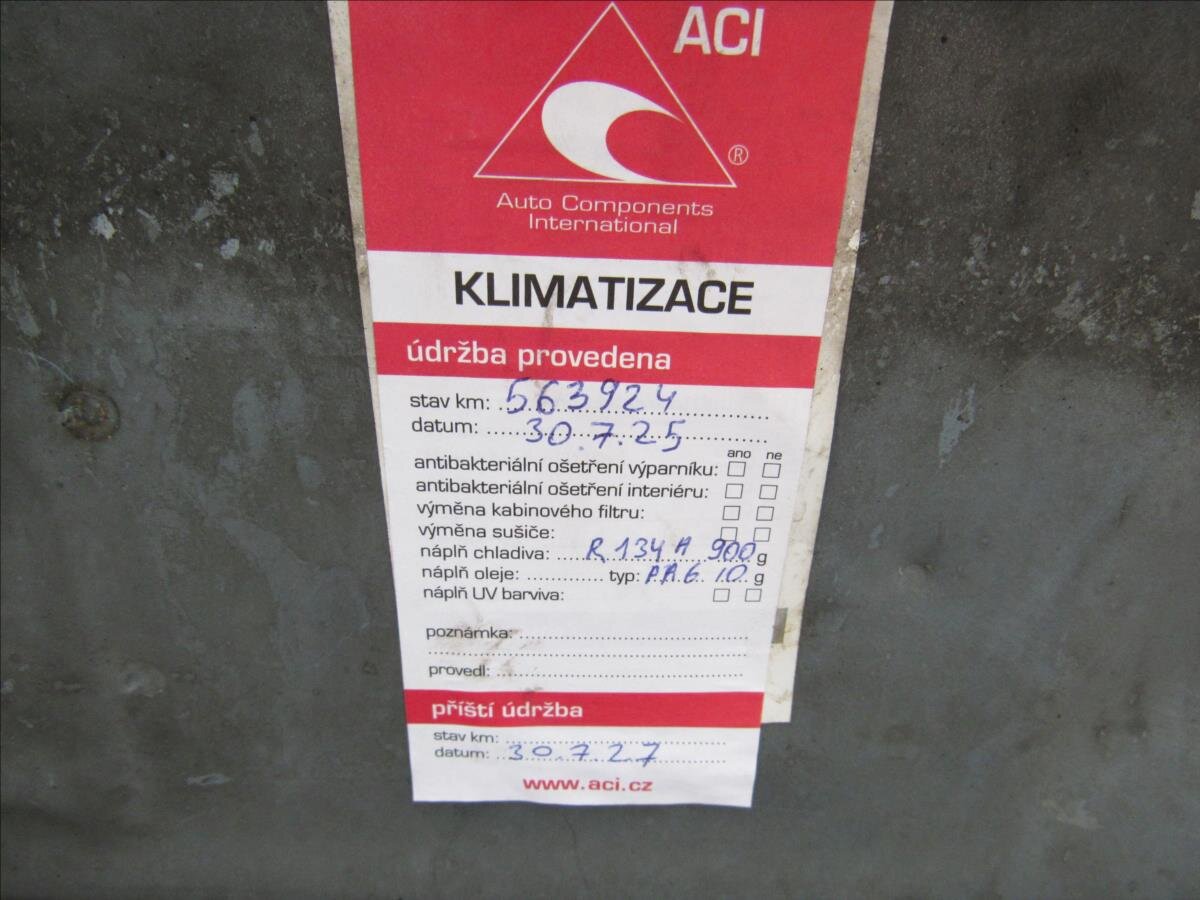 ACI
®
Auto Components
International
KLIMATIZACE
údržba provedena
stav km: 563924
datum: 30.7.25
ano ne
antibakteriální ošetření výparníku:
antibakteriální ošetření interiéru:
výměna kabinového filtru:
výměna sušiče:
náplň chladiva: R 134 A 900 g
náplň oleje: typ: PAG 10 g
náplň UV barviva:
poznámka:
provedl:
příští údržba
stav km:
datum: 30.7.27
www.aci.cz